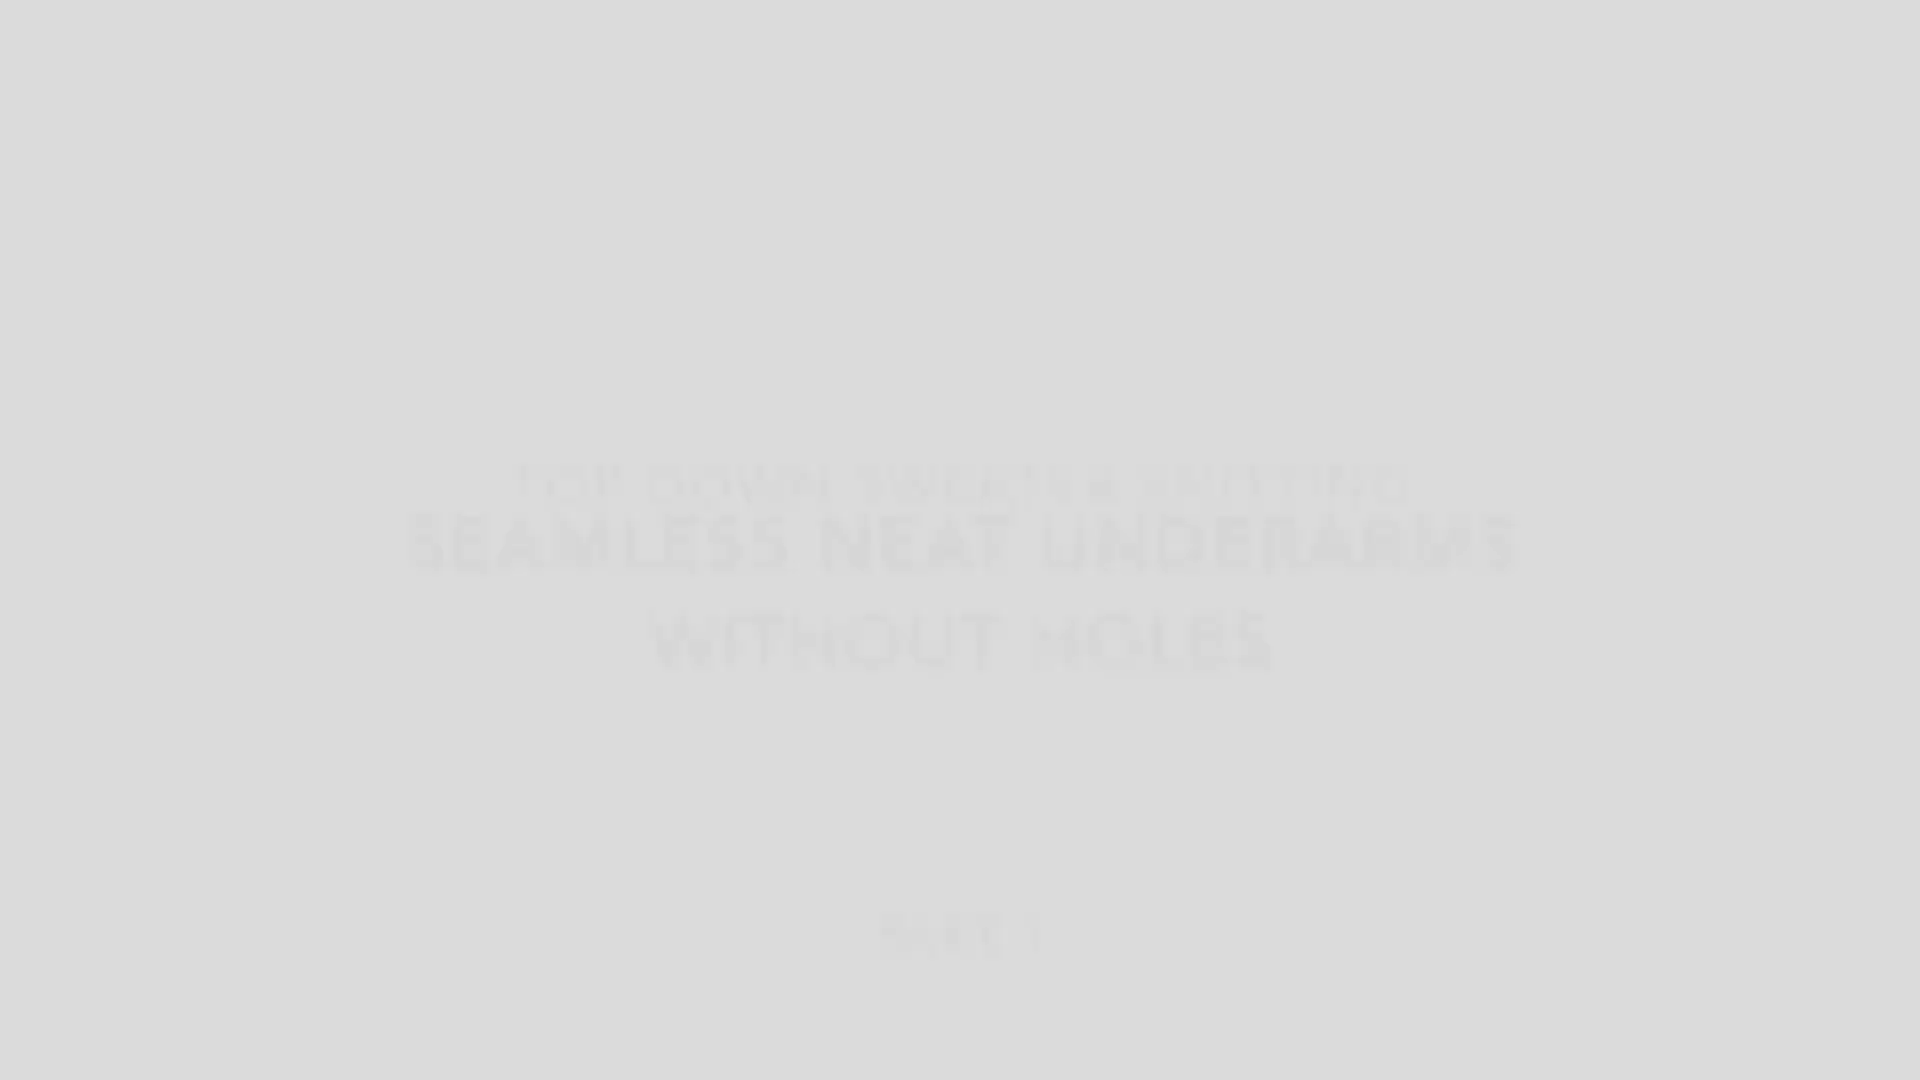 TOP DOWN SWEATER KNITTING
SEAMLESS NEAT UNDERARMS
WITHOUT HOLES
PART 1